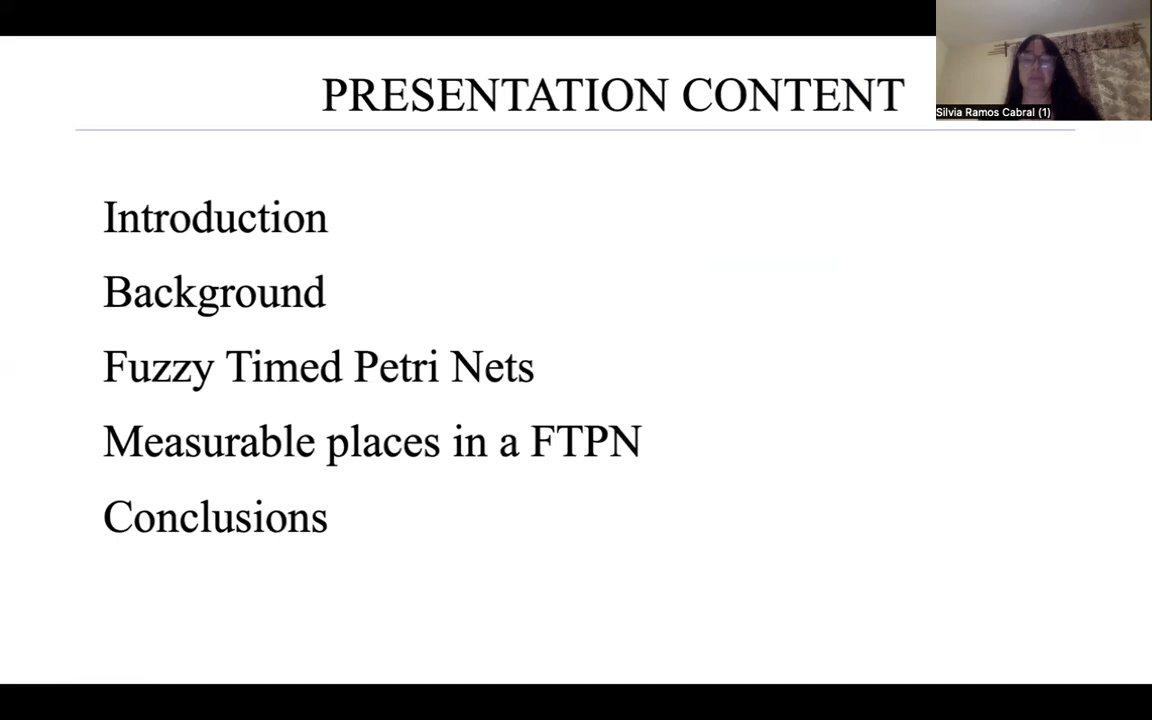 PRESENTATION CONTENT
Silvia Ramos Cabral (1)
Introduction
Background
Fuzzy Timed Petri Nets
Measurable places in a FTPN
Conclusions